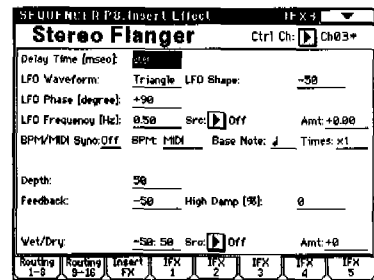 SEQUENCER P8.Insert Effect IFX3
Stereo Flanger Ctrl Ch: Ch03*
Delay Time [msec]:
LFO Waveform: Triangle LFO Shape: -50
LFO Phase [degree]: +90
LFO Frequency [Hz]: 0.50 Src: Off Amt: +0.00
BPM/MIDI Sync: Off BPM: MIDI Base Note: ♩ Times: x1
Depth: 50
Feedback: -50 High Damp [%]: 0
Wet/Dry: -50: 50 Src: Off Amt: +0
Routing 1-8 Routing 9-16 Insert FX IFX 1 IFX 2 IFX 3 IFX 4 IFX 5